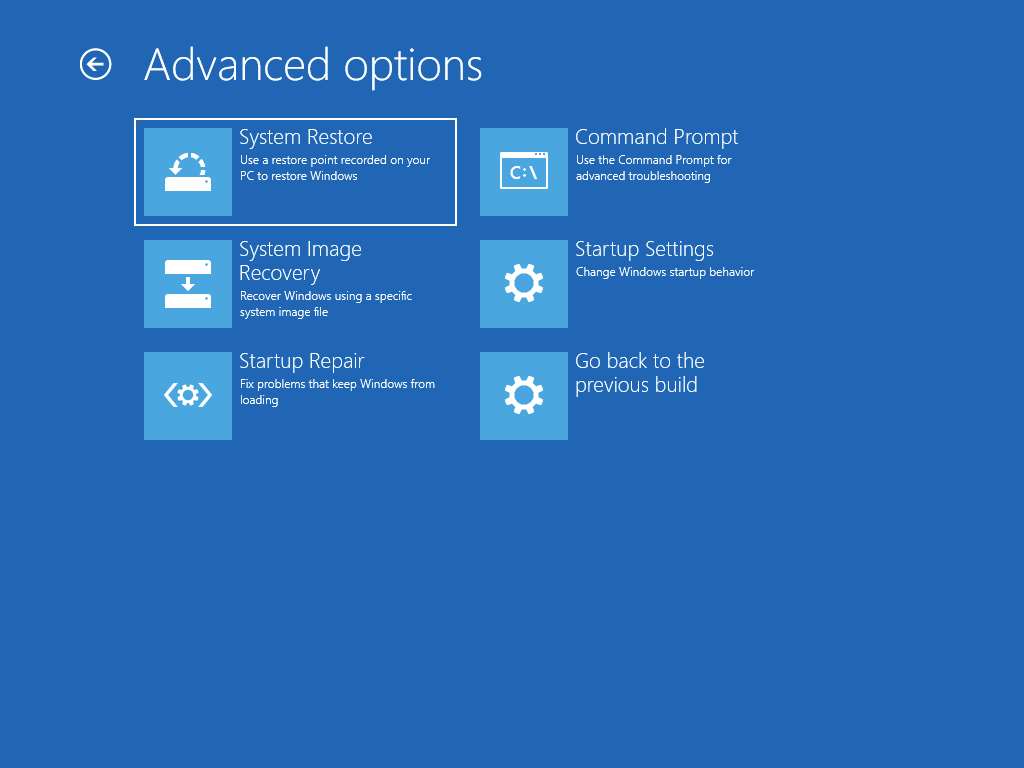 Advanced options
System Restore
Use a restore point recorded on your
PC to restore Windows
System Image
Recovery
Recover Windows using a specific
system image file
Startup Repair
Fix problems that keep Windows from
loading
Command Prompt
Use the Command Prompt for
advanced troubleshooting
C:\
Startup Settings
Change Windows startup behavior
Go back to the
previous build